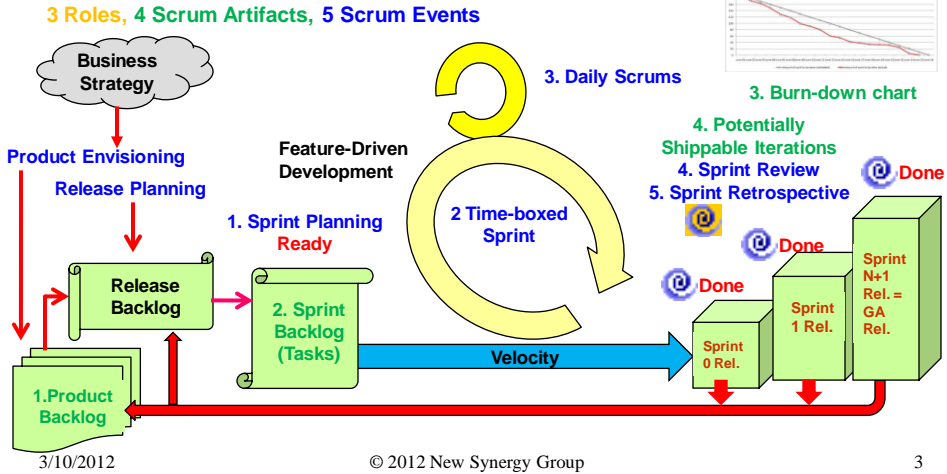 3 Roles, 4 Scrum Artifacts, 5 Scrum Events
Business
Strategy
Product Envisioning
Release Planning
Feature-Driven
Development
3. Daily Scrums
3. Burn-down chart
4. Potentially
Shippable Iterations
4. Sprint Review
5. Sprint Retrospective
1. Sprint Planning
Ready
2 Time-boxed
Sprint
Release
Backlog
2. Sprint
Backlog
(Tasks)
1.Product
Backlog
Velocity
Done
Done
Done
Sprint
0 Rel.
Sprint
1 Rel.
Sprint
N+1
Rel. =
GA
Rel.
3/10/2012
© 2012 New Synergy Group
3